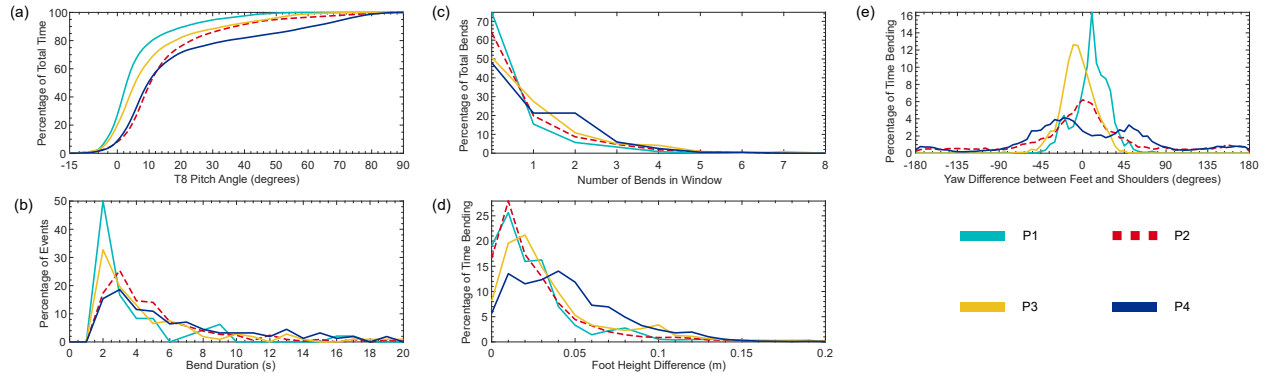 (a)
Percentage of Total Time
100
80
60
40
20
0
-15 0 10 20 30 40 50 60 70 80 90
T8 Pitch Angle (degrees)
(b)
Percentage of Events
50
40
30
20
10
0
0 2 4 6 8 10 12 14 16 18 20
Bend Duration (s)
(c)
Percentage of Total Bends
75
70
60
50
40
30
20
10
1 2 3 4 5 6 7 8
Number of Bends in Window
(d)
Percentage of Time Bending
25
20
15
10
5
0
0 0.05 0.1 0.15 0.2
Foot Height Difference (m)
(e)
Percentage of Time Bending
16
14
12
10
8
6
4
2
0
-180 -135 -90 -45 0 45 90 135 180
Yaw Difference between Feet and Shoulders (degrees)
P1 P2
P3 P4